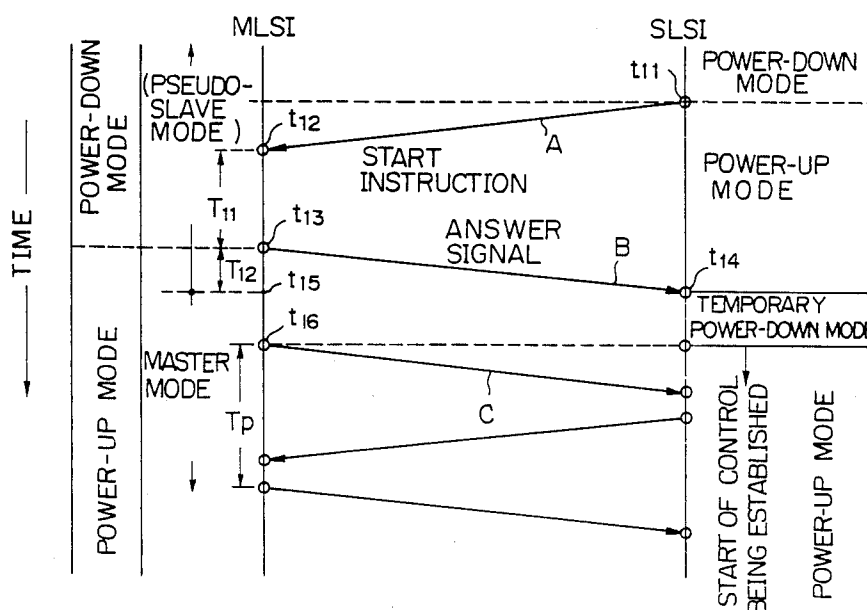 MLSI
SLSI
POWER-DOWN
MODE
(PSEUDO-
SLAVE
MODE)
t12
t11
POWER-DOWN
MODE
A
START
INSTRUCTION
POWER-UP
MODE
T11
t13
ANSWER
SIGNAL
B
TIME
T12
t14
t15
TEMPORARY
POWER-DOWN MODE
t16
POWER-UP MODE
MASTER
MODE
Tp
C
START OF CONTROL
BEING ESTABLISHED
POWER-UP MODE